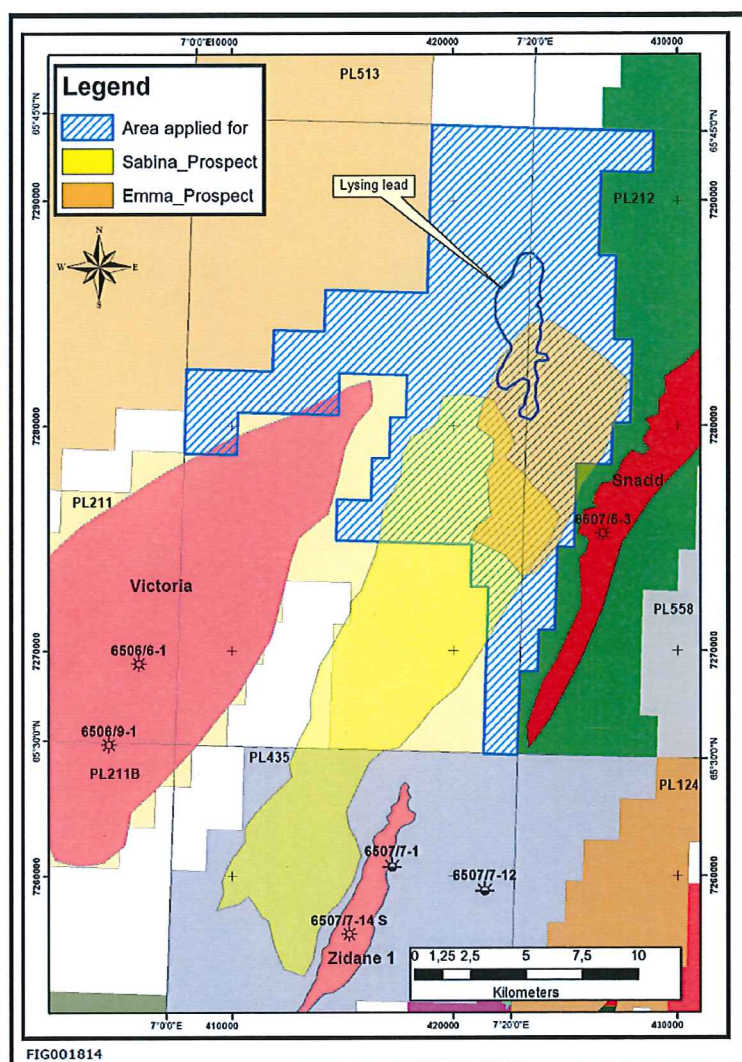 7°0'0"E
410000
420000
7°20'0"E
430000
PL513
Legend
Area applied for
Sabina_Prospect
Emma_Prospect
65°45'0"N
65°45'0"N
Lysing lead
7290000
PL212
7290000
N
W
E
S
7280000
7280000
PL211
Snadd
6507/6-3
Victoria
PL558
7270000
6506/6-1
7270000
6506/9-1
65°30'0"N
PL435
65°30'0"N
PL211B
PL124
6507/7-1
7260000
6507/7-12
7260000
6507/7-14 S
Zidane 1
0 1,25 2,5 5 7,5 10
Kilometers
7°0'0"E
410000
420000
7°20'0"E
430000
FIG001814